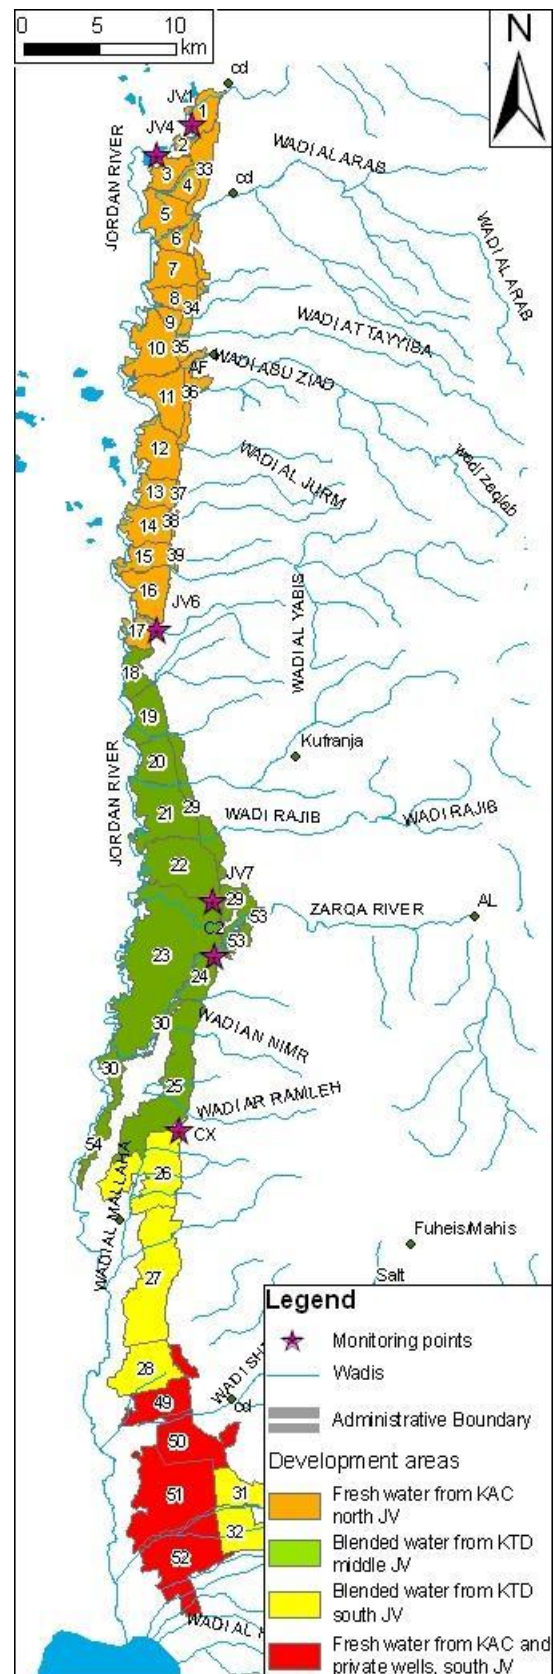 0 5 10
km
N
cd
JV1
1
JV4
2
33
3
4
WADI AL ARAB
cd
JORDAN RIVER
5
6
WADI AL ARAB
7
8
34
9
WADI AT TAYYIBA
10
35
WADI ABU ZIAD
AF
36
11
12
WADI AL JURM
wadi zeqlab
13
37
14
38
15
39
16
WADI AL YABIS
JV6
17
18
19
Kufranja
20
JORDAN RIVER
29
21
WADI RAJIB
WADI RAJIB
22
JV7
29
53
ZARQA RIVER
AL
C2
53
23
24
30
WADI AN NIMR
30
25
WADI AR RAMLEH
CX
54
26
WADI AL MALLAHA
Fuheis/Mahis
27
Salt
28
WADI SH
cd
49
50
51
31
32
52
WADI AL
Legend
Monitoring points
Wadis
Administrative Boundary
Development areas
Fresh water from KAC
north JV
Blended water from KTD
middle JV
Blended water from KTD
south JV
Fresh water from KAC and
private wells, south JV